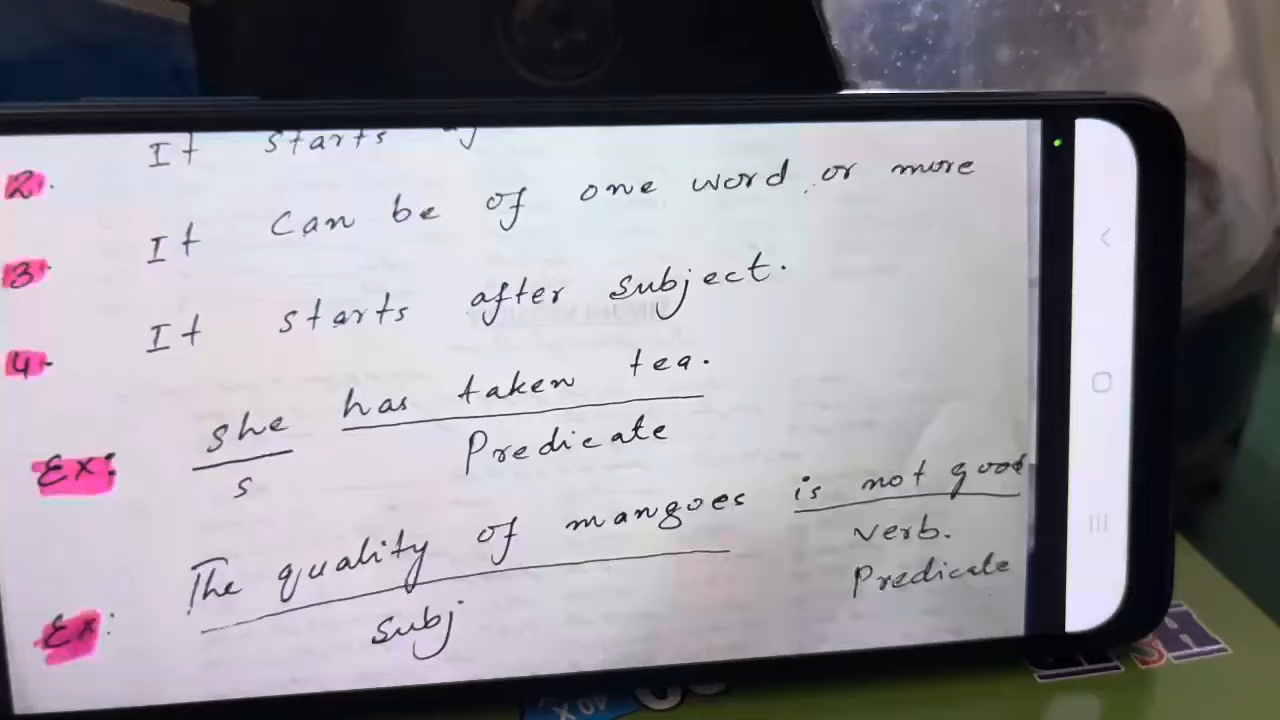 2. It starts
3. It can be of one word or more
4. It starts after subject.
Ex: she has taken tea.
s Predicate
Ex: The quality of mangoes is not good
subj verb.
Predicate
40X